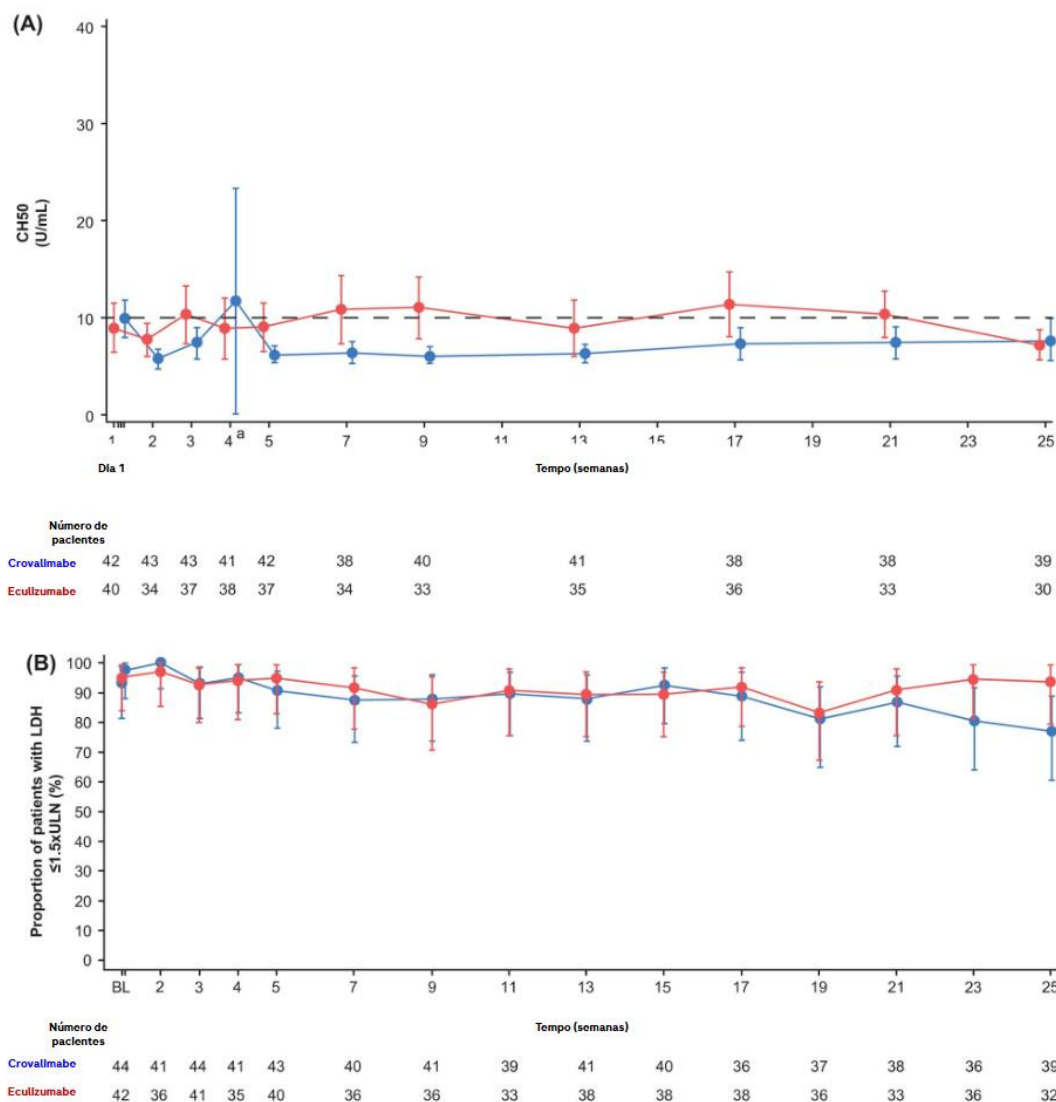 (A)
40
30
20
10
0
CH50
(U/mL)
1 2 3 4 a 5 7 9 11 13 15 17 19 21 23 25
Dia 1
Tempo (semanas)
Número de
pacientes
Crovalimabe 42 43 43 41 42 38 40 41 38 38 39
Eculizumabe 40 34 37 38 37 34 33 35 36 33 30
(B)
100
90
80
70
60
50
40
30
20
10
0
Proportion of patients with LDH
≤1.5xULN (%)
BL 2 3 4 5 7 9 11 13 15 17 19 21 23 25
Número de
pacientes
Tempo (semanas)
Crovalimabe 44 41 44 41 43 40 41 39 41 40 36 37 38 36 39
Eculizumabe 42 36 41 35 40 36 36 33 38 38 38 36 33 36 32